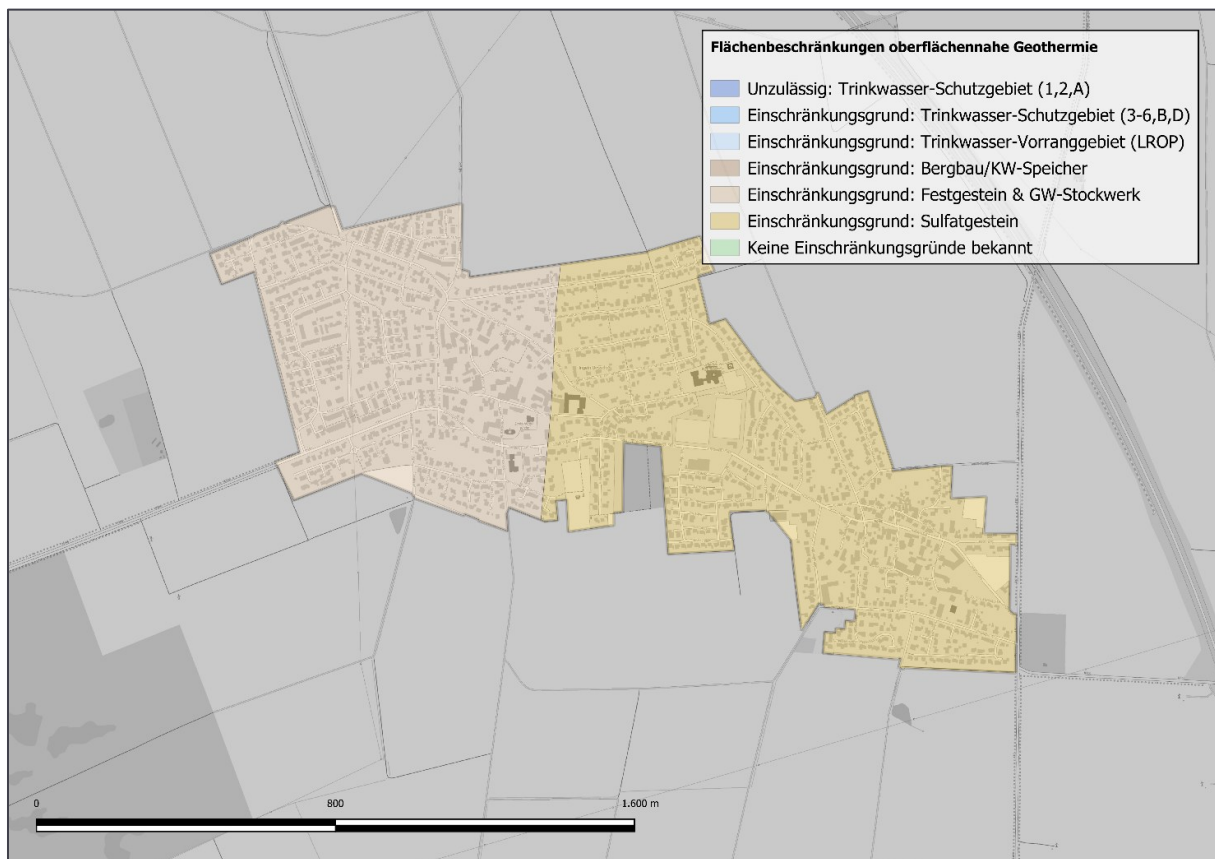 Flächenbeschränkungen oberflächennahe Geothermie
Unzulässig: Trinkwasser-Schutzgebiet (1,2,A)
Einschränkungsgrund: Trinkwasser-Schutzgebiet (3-6,B,D)
Einschränkungsgrund: Trinkwasser-Vorranggebiet (LROP)
Einschränkungsgrund: Bergbau/KW-Speicher
Einschränkungsgrund: Festgestein & GW-Stockwerk
Einschränkungsgrund: Sulfatgestein
Keine Einschränkungsgründe bekannt
0
800
1.600 m